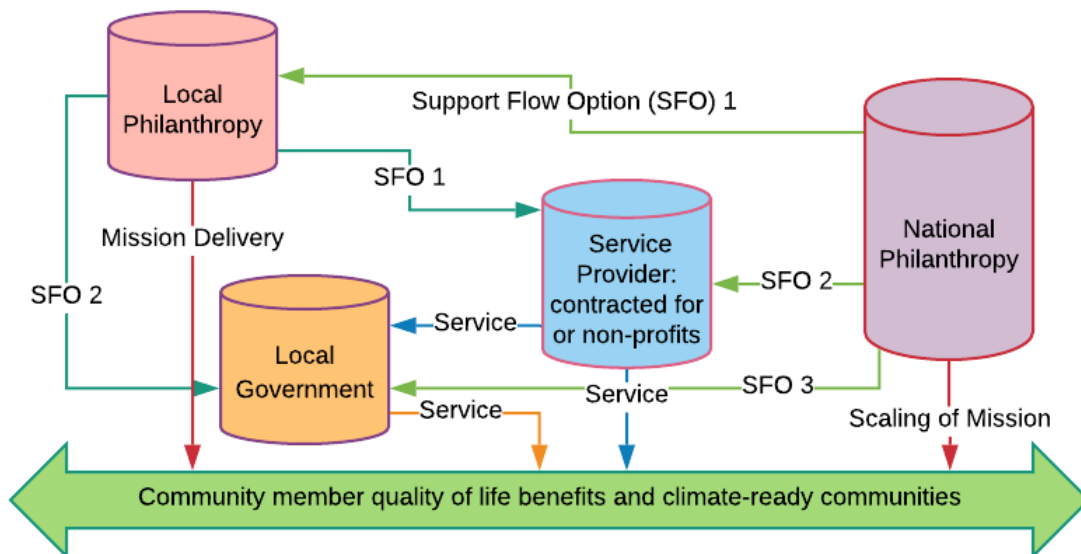 Local
Philanthropy
Support Flow Option (SFO) 1
SFO 1
Mission Delivery
Service
Provider:
contracted for
or non-profits
National
Philanthropy
SFO 2
SFO 2
Service
Local
Government
SFO 3
Service
Service
Scaling of Mission
Community member quality of life benefits and climate-ready communities